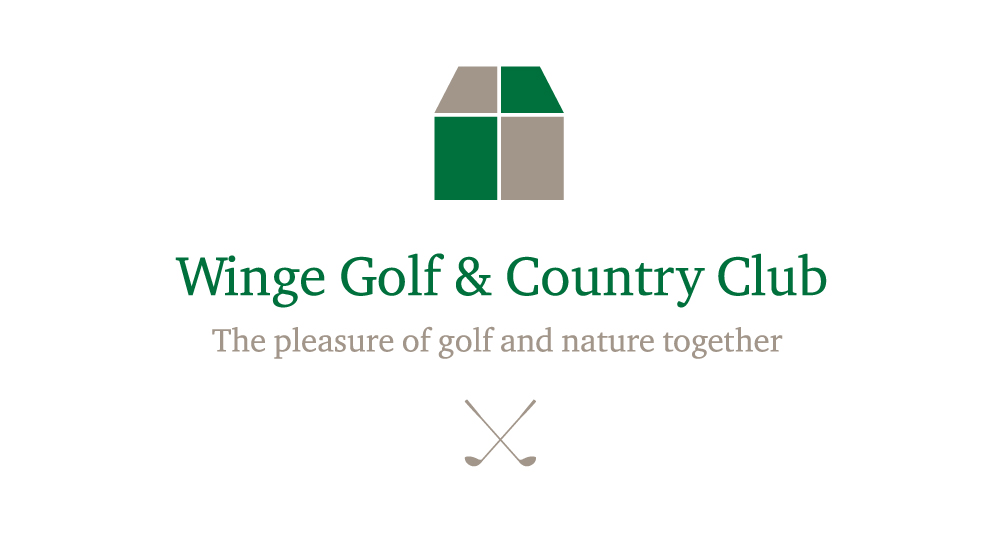 Winge Golf & Country Club
The pleasure of golf and nature together